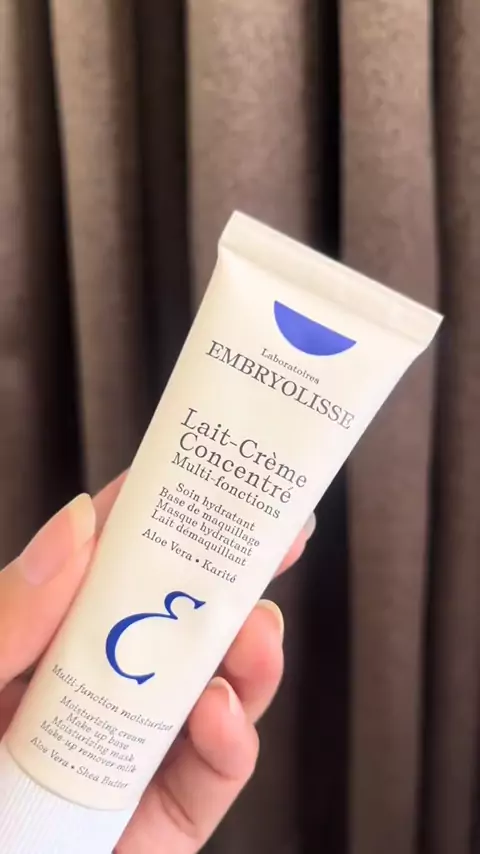 Laboratoires
EMBRYOLISSE
Lait-Crème
Concentré
Multi-fonctions
Soin hydratant
Base de maquillage
Masque hydratant
Lait démaquillant
Aloe Vera • Karité
Ɛ
Multi-function moisturizer
Moisturizing cream
Make up base
Moisturizing mask
Make-up remover milk
Aloe Vera • Shea Butter